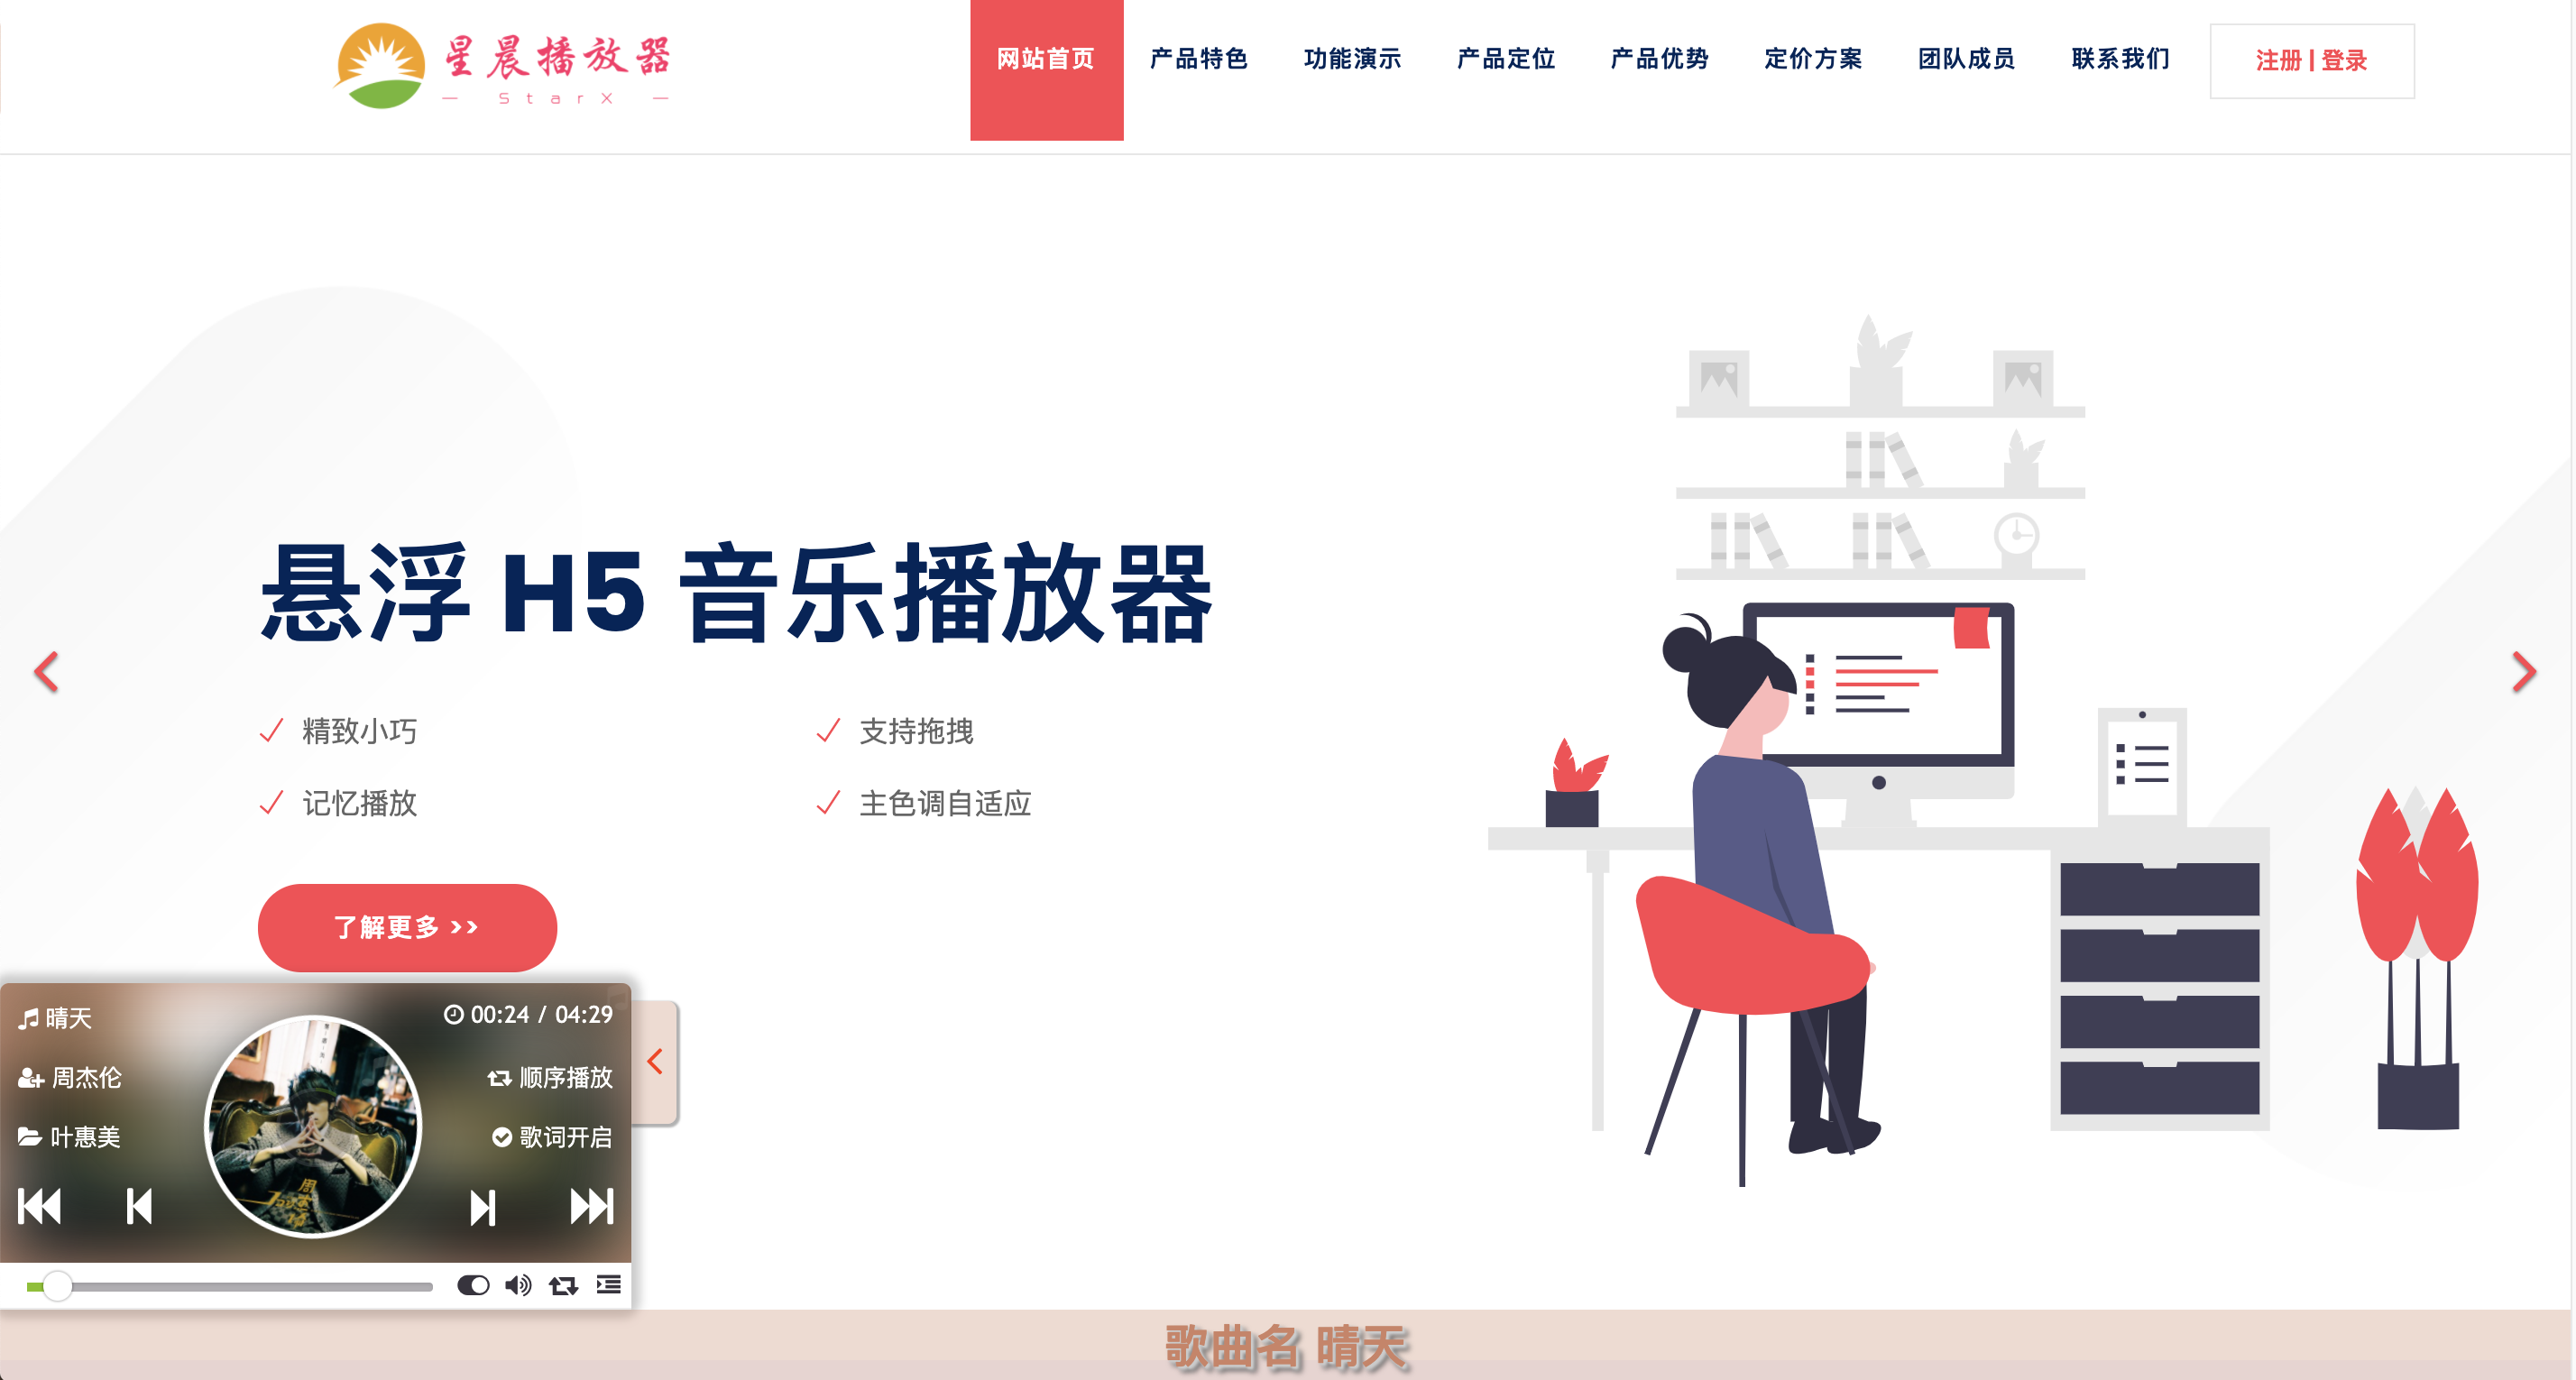 星晨播放器
StarX
网站首页 产品特色 功能演示 产品定位 产品优势 定价方案 团队成员 联系我们 注册 | 登录
悬浮 H5 音乐播放器
精致小巧 支持拖拽
记忆播放 主色调自适应
了解更多 >>
晴天 00:24 / 04:29
周杰伦 顺序播放
叶惠美 歌词开启
歌曲名 晴天